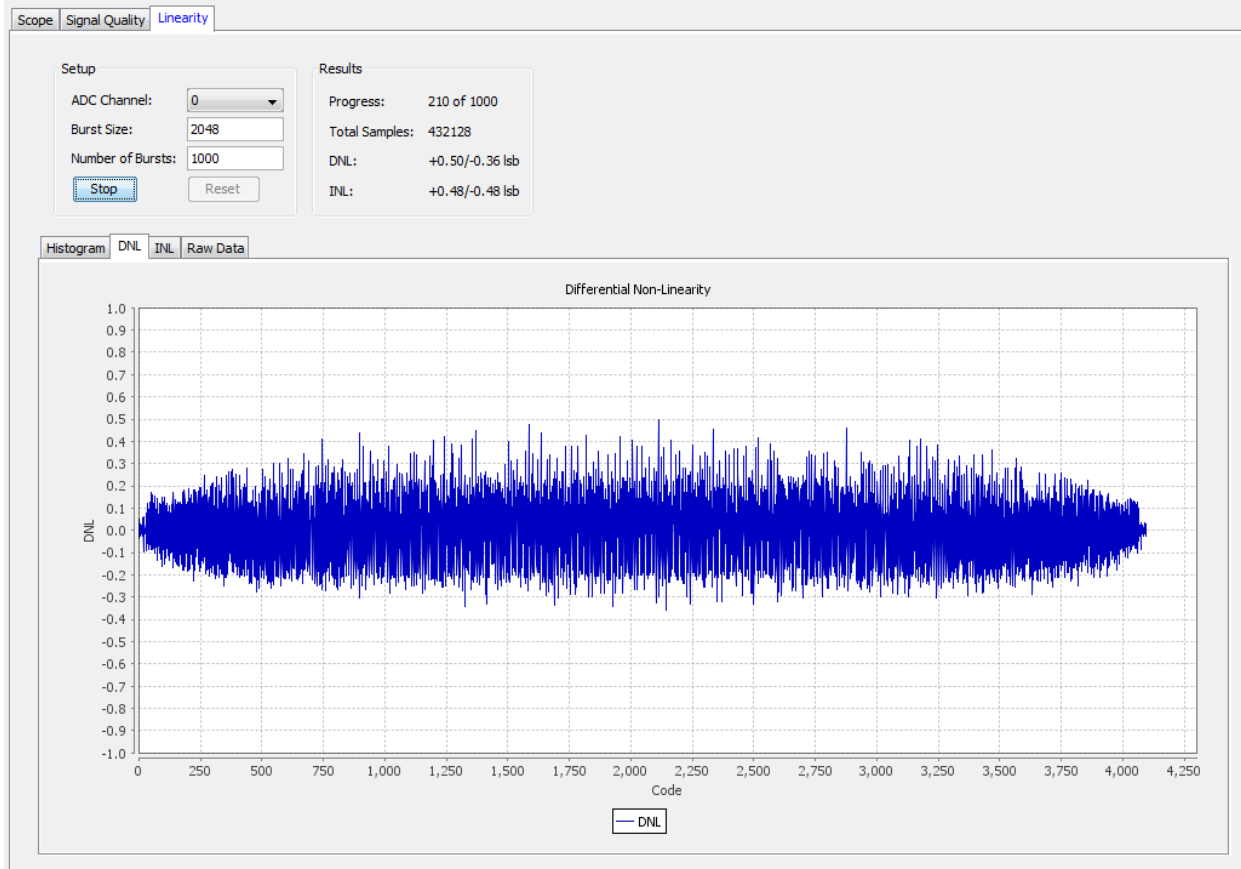 Scope Signal Quality Linearity
Setup
ADC Channel: 0
Burst Size: 2048
Number of Bursts: 1000
Stop Reset
Results
Progress: 210 of 1000
Total Samples: 432128
DNL: +0.50/-0.36 lsb
INL: +0.48/-0.48 lsb
Histogram DNL INL Raw Data
Differential Non-Linearity
DNL
1.0
0.9
0.8
0.7
0.6
0.5
0.4
0.3
0.2
0.1
0.0
-0.1
-0.2
-0.3
-0.4
-0.5
-0.6
-0.7
-0.8
-0.9
-1.0
0 250 500 750 1,000 1,250 1,500 1,750 2,000 2,250 2,500 2,750 3,000 3,250 3,500 3,750 4,000 4,250
Code
DNL